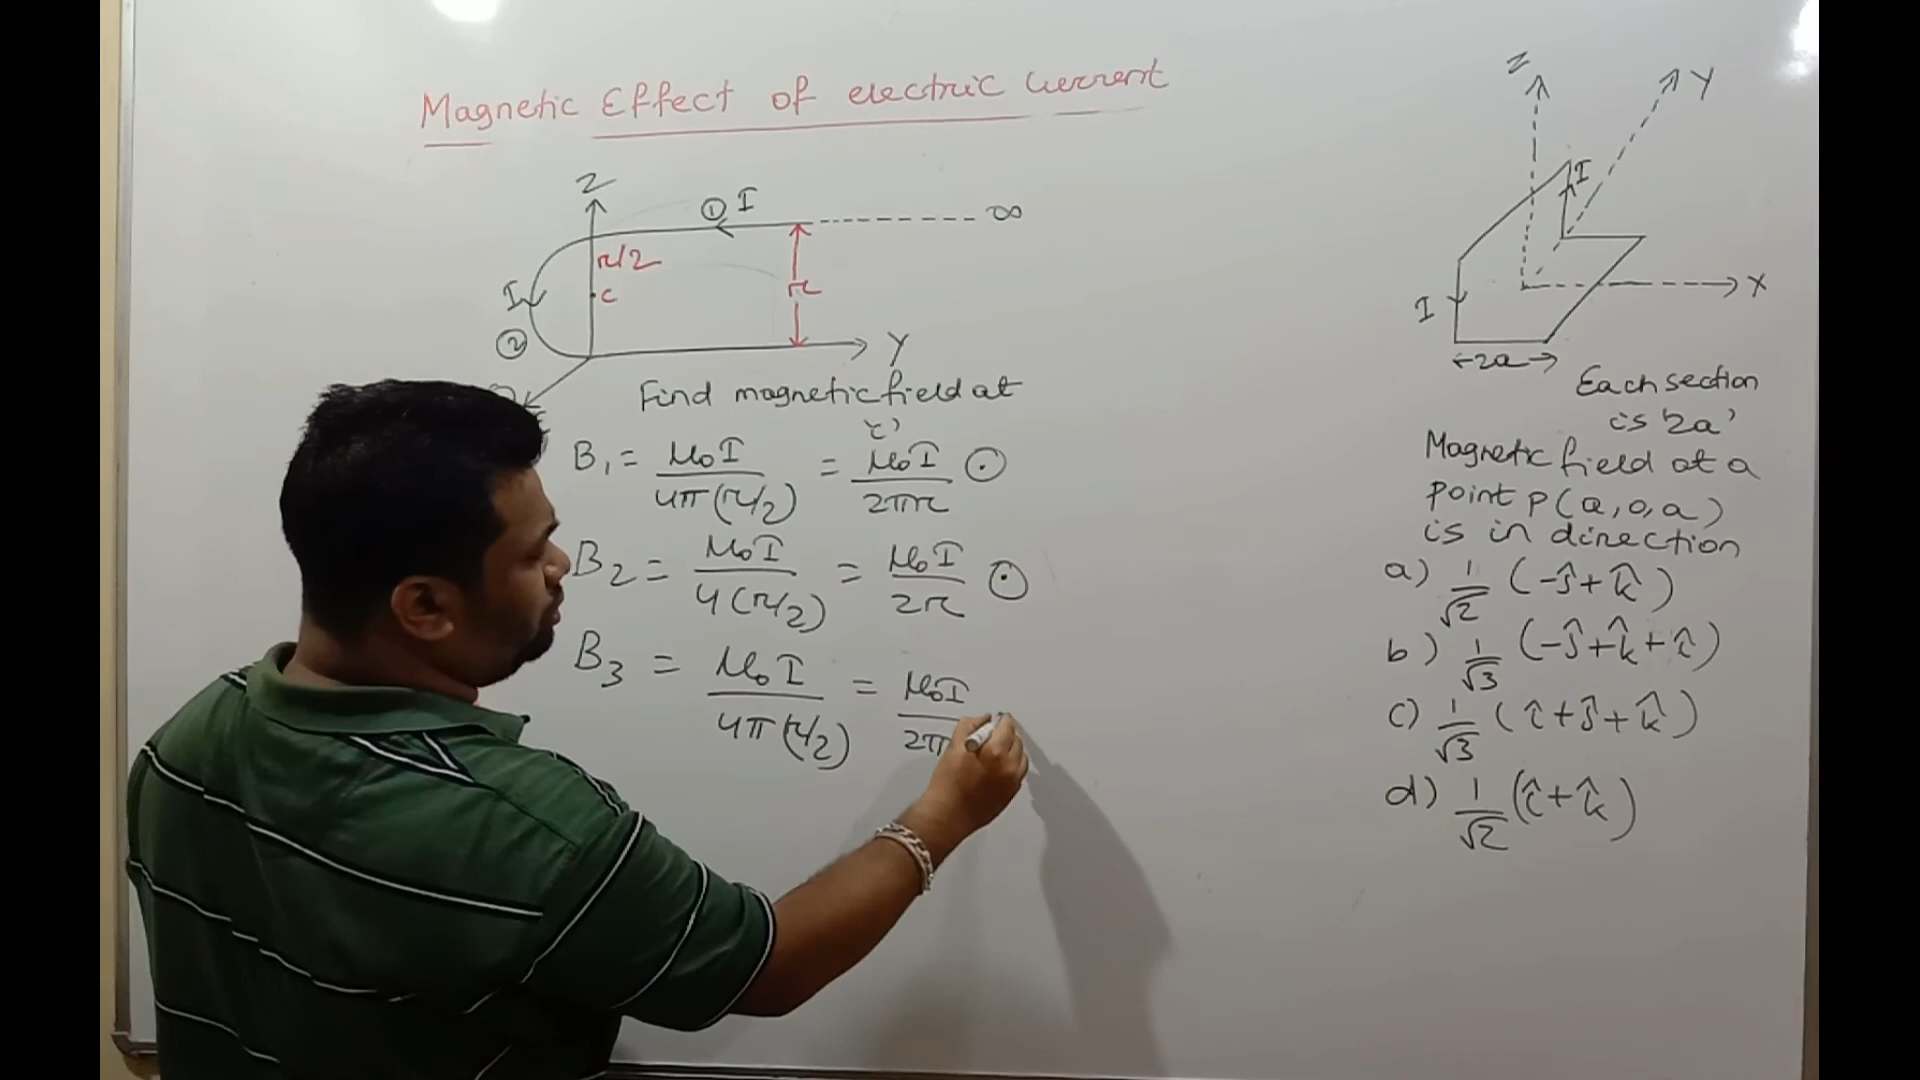 Magnetic Effect of electric current
Z
① I
∞
r/2
I
c
r
②
Y
Find magnetic field at
'c'
B₁ = μ₀I / 4π(r/2) = μ₀I / 2πr ⊙
B₂ = μ₀I / 4(r/2) = μ₀I / 2r ⊙
B₃ = μ₀I / 4π(r/2) = μ₀I / 2π
Z
Y
I
X
I
←2a→
Each section
is '2a'
Magnetic field at a
point P(a,0,a)
is in direction
a) 1/√2 (-ĵ+k̂)
b) 1/√3 (-ĵ+k̂+î)
c) 1/√3 (î+ĵ+k̂)
d) 1/√2 (î+k̂)